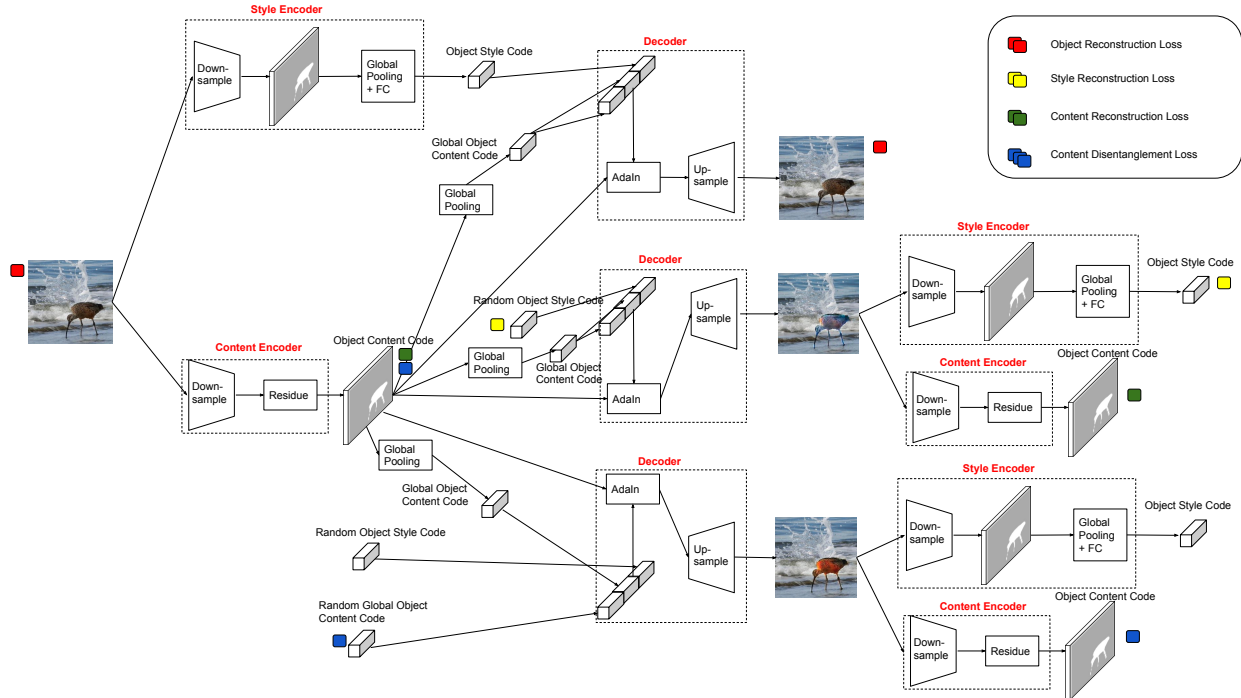 Style Encoder
Down-
sample
Global
Pooling
+ FC
Object Style Code
Decoder
Global Object
Content Code
Global
Pooling
AdaIn
Up-
sample
Object Reconstruction Loss
Style Reconstruction Loss
Content Reconstruction Loss
Content Disentanglement Loss
Content Encoder
Down-
sample
Residue
Object Content Code
Decoder
Random Object Style Code
Global
Pooling
Global Object
Content Code
AdaIn
Up-
sample
Style Encoder
Down-
sample
Global
Pooling
+ FC
Object Style Code
Content Encoder
Object Content Code
Down-
sample
Residue
Global
Pooling
Global Object
Content Code
Random Object Style Code
Random Global Object
Content Code
Decoder
AdaIn
Up-
sample
Style Encoder
Down-
sample
Global
Pooling
+ FC
Object Style Code
Content Encoder
Object Content Code
Down-
sample
Residue